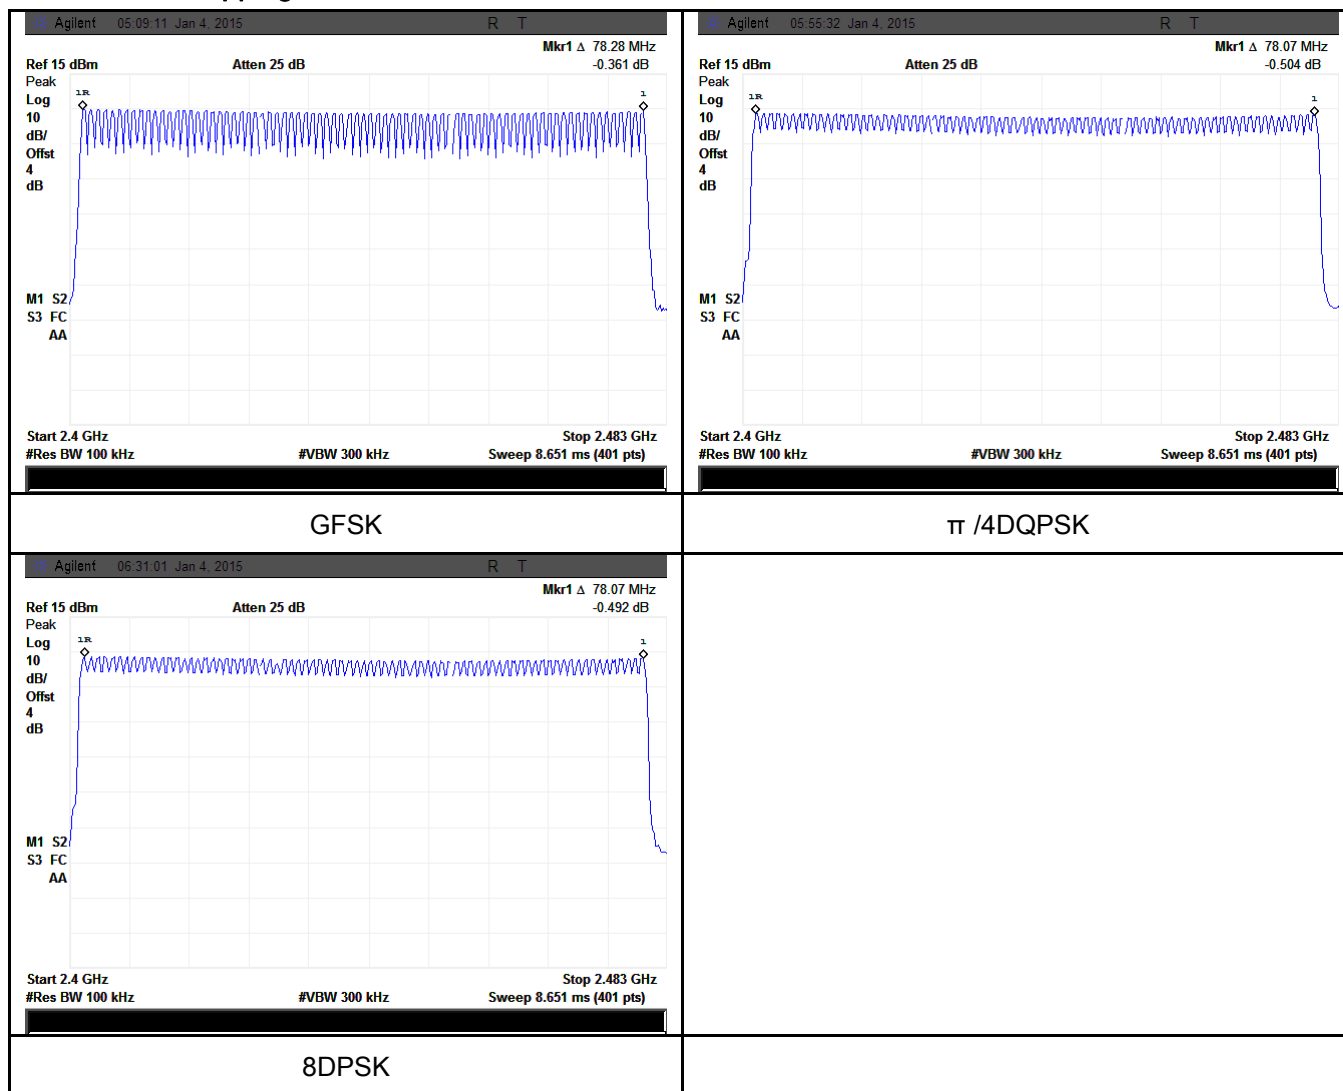 Agilent 05:09:11 Jan 4, 2015 R T
Mkr1 Δ 78.28 MHz
Ref 15 dBm Atten 25 dB -0.361 dB
Peak
Log
10
dB/
Offst
4
dB
1R
1
M1 S2
S3 FC
AA
Start 2.4 GHz Stop 2.483 GHz
#Res BW 100 kHz #VBW 300 kHz Sweep 8.651 ms (401 pts)
GFSK
Agilent 05:55:32 Jan 4, 2015 R T
Mkr1 Δ 78.07 MHz
Ref 15 dBm Atten 25 dB -0.504 dB
Peak
Log
10
dB/
Offst
4
dB
1R
1
M1 S2
S3 FC
AA
Start 2.4 GHz Stop 2.483 GHz
#Res BW 100 kHz #VBW 300 kHz Sweep 8.651 ms (401 pts)
π /4DQPSK
Agilent 06:31:01 Jan 4, 2015 R T
Mkr1 Δ 78.07 MHz
Ref 15 dBm Atten 25 dB -0.492 dB
Peak
Log
10
dB/
Offst
4
dB
1R
1
M1 S2
S3 FC
AA
Start 2.4 GHz Stop 2.483 GHz
#Res BW 100 kHz #VBW 300 kHz Sweep 8.651 ms (401 pts)
8DPSK